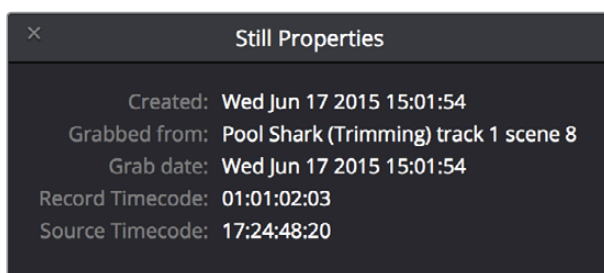 Still Properties
Created: Wed Jun 17 2015 15:01:54
Grabbed from: Pool Shark (Trimming) track 1 scene 8
Grab date: Wed Jun 17 2015 15:01:54
Record Timecode: 01:01:02:03
Source Timecode: 17:24:48:20